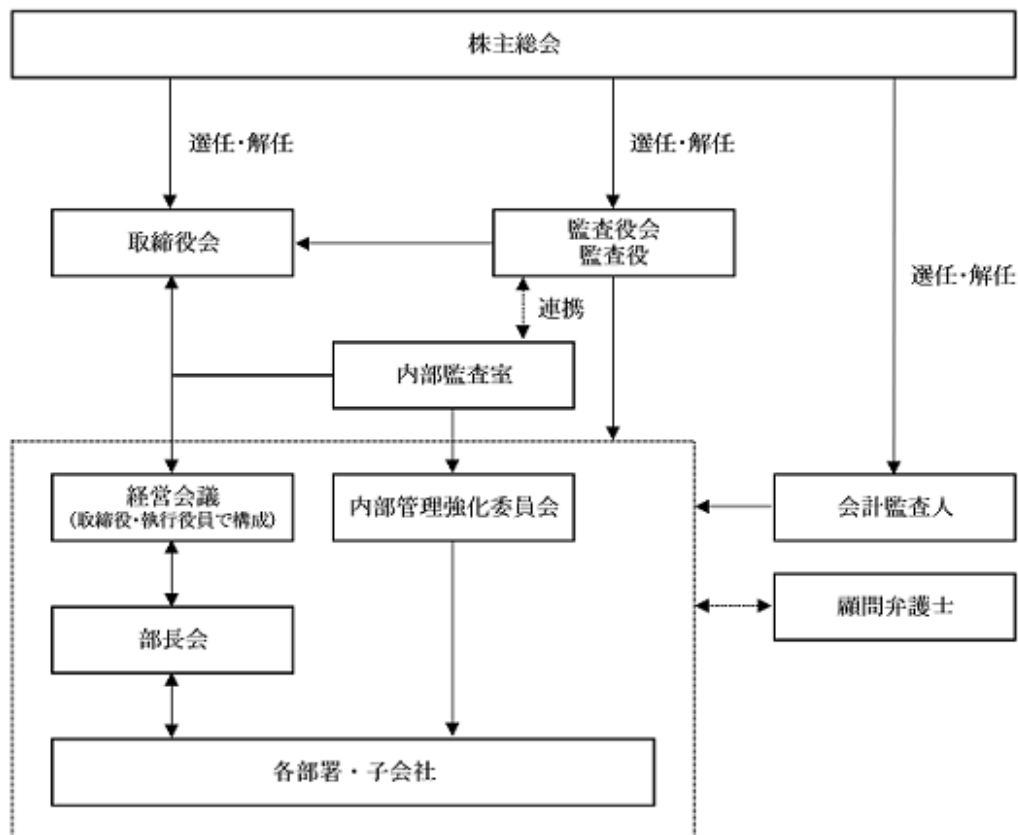 株主総会
選任・解任
選任・解任
取締役会
監査役会
監査役
選任・解任
連携
内部監査室
経営会議
(取締役・執行役員で構成)
内部管理強化委員会
会計監査人
顧問弁護士
部長会
各部署・子会社